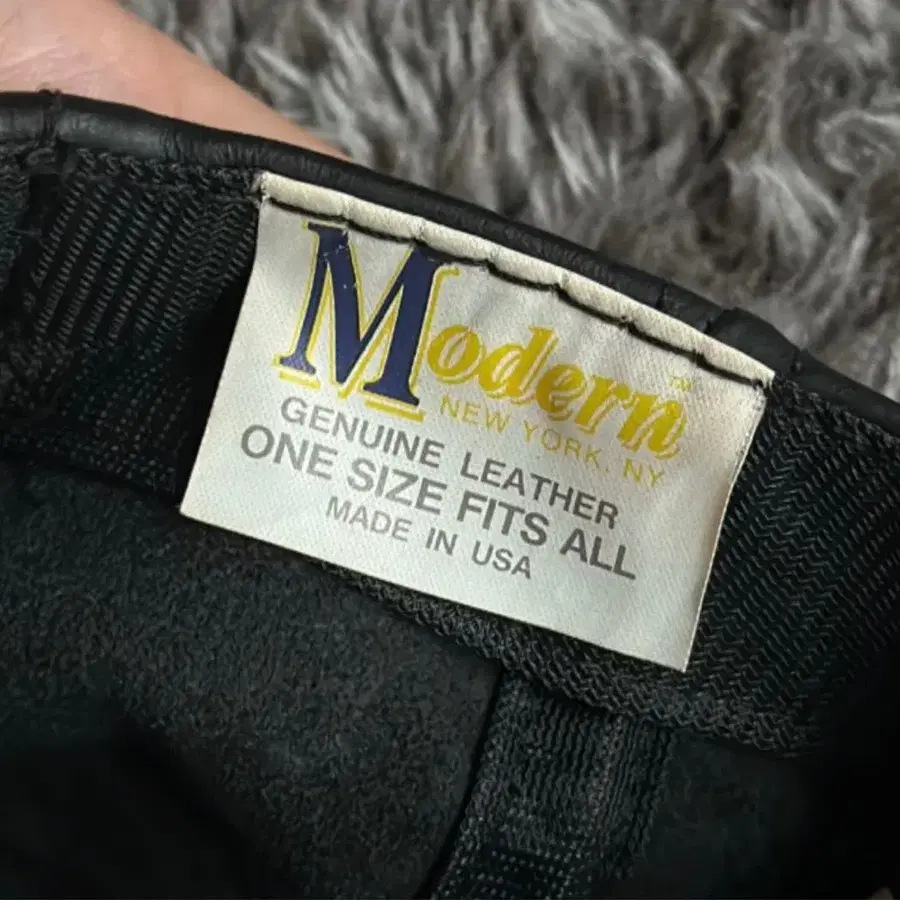 Modern™
NEW YORK, NY
GENUINE LEATHER
ONE SIZE FITS ALL
MADE IN USA